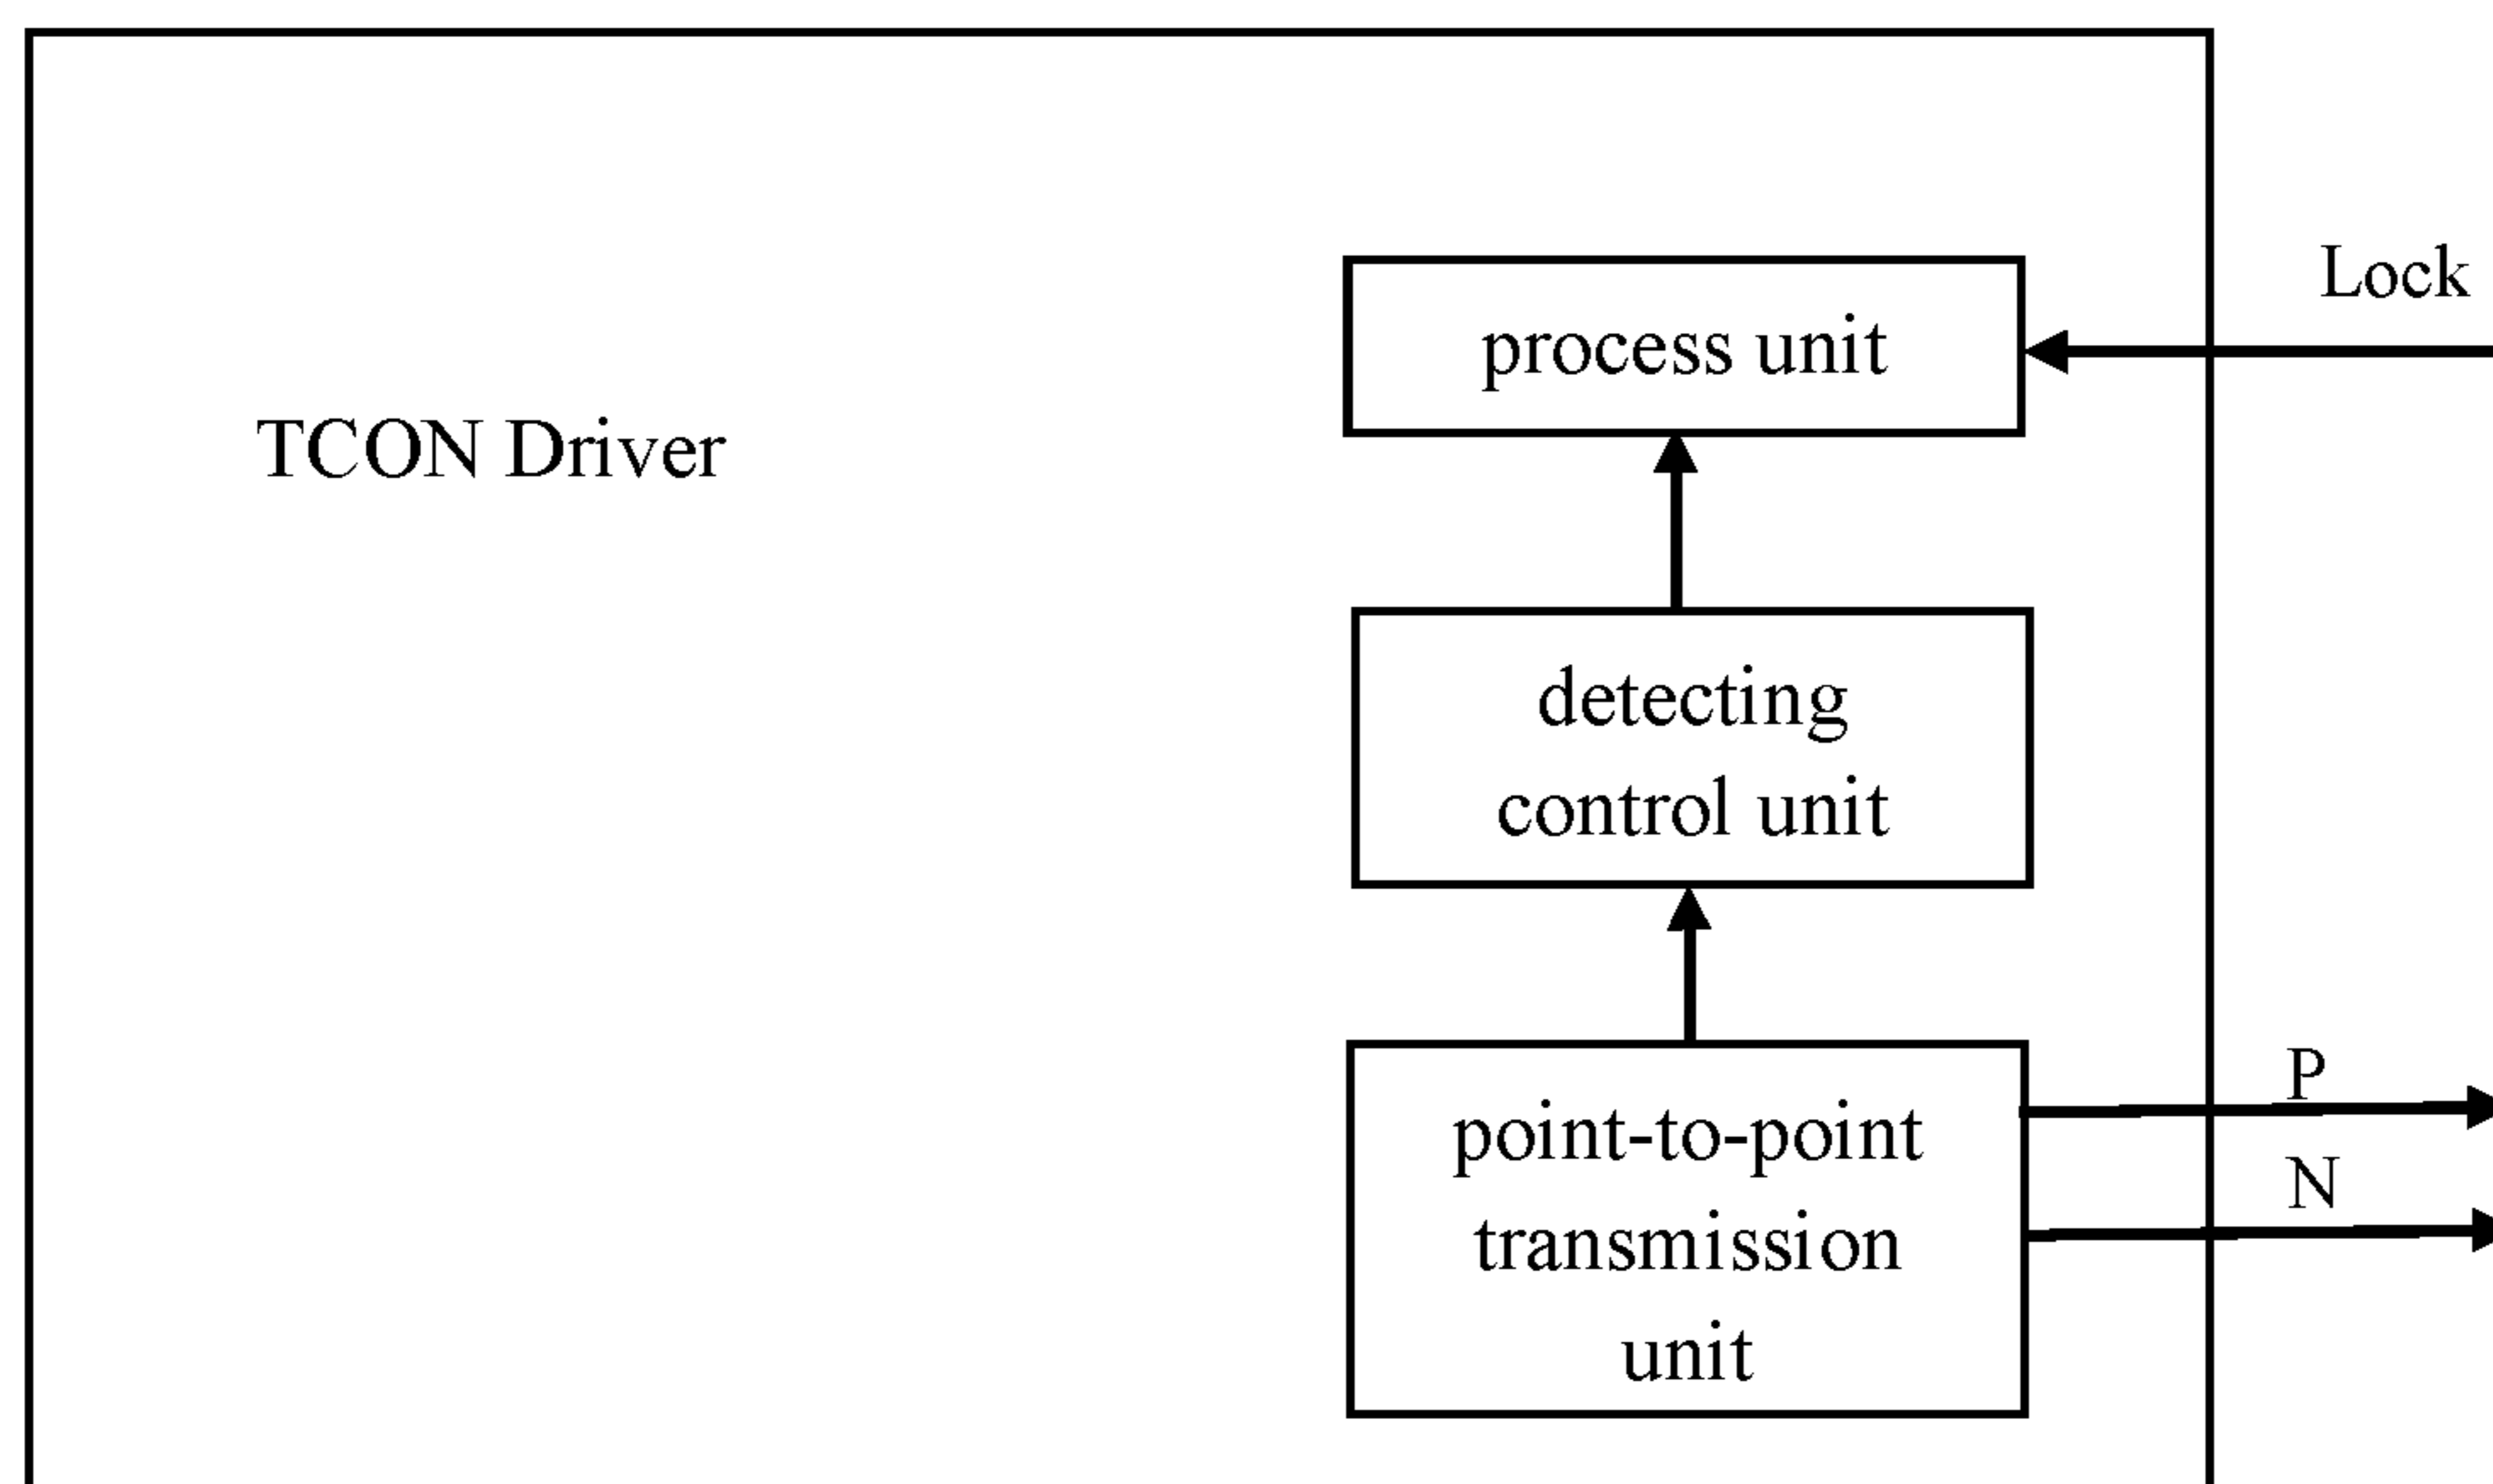 Lock
process unit
TCON Driver
detecting
control unit
P
point-to-point
N
transmission
unit